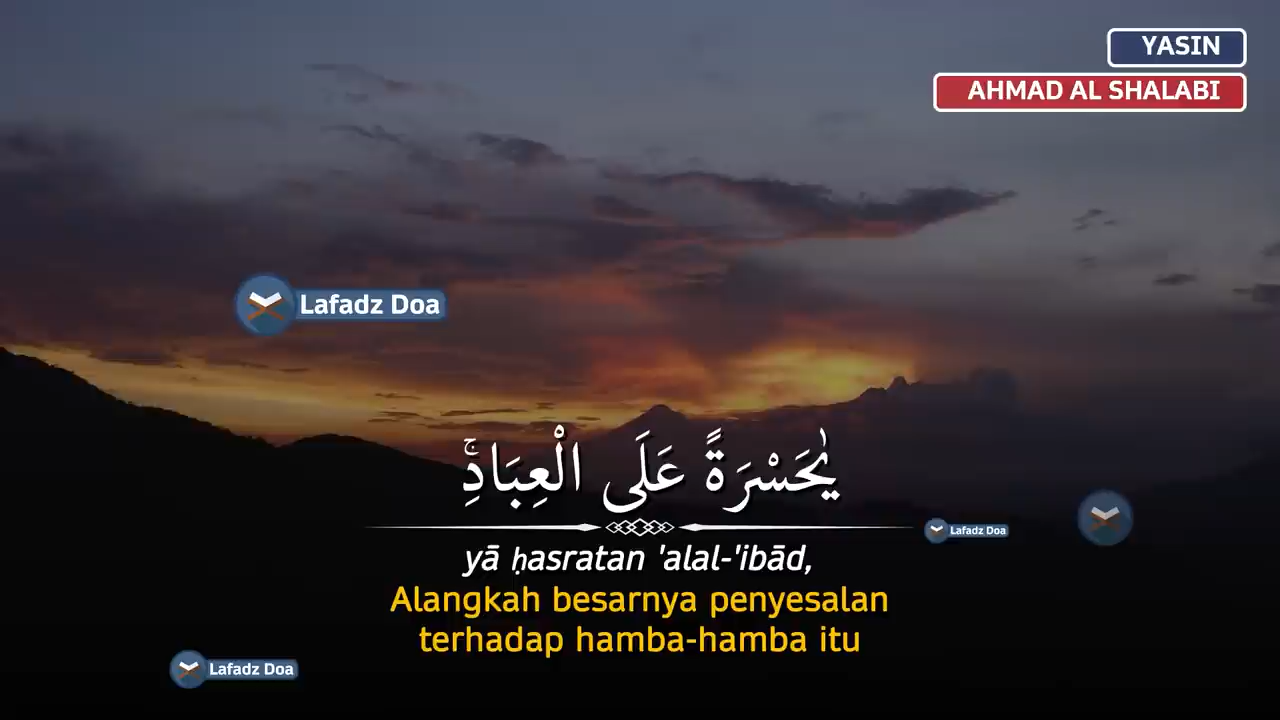 YASIN
AHMAD AL SHALABI
Lafadz Doa
يٰحَسْرَةً عَلَى الْعِبَادِۚ
Lafadz Doa
yā ḥasratan 'alal-'ibād,
Alangkah besarnya penyesalan
terhadap hamba-hamba itu
Lafadz Doa